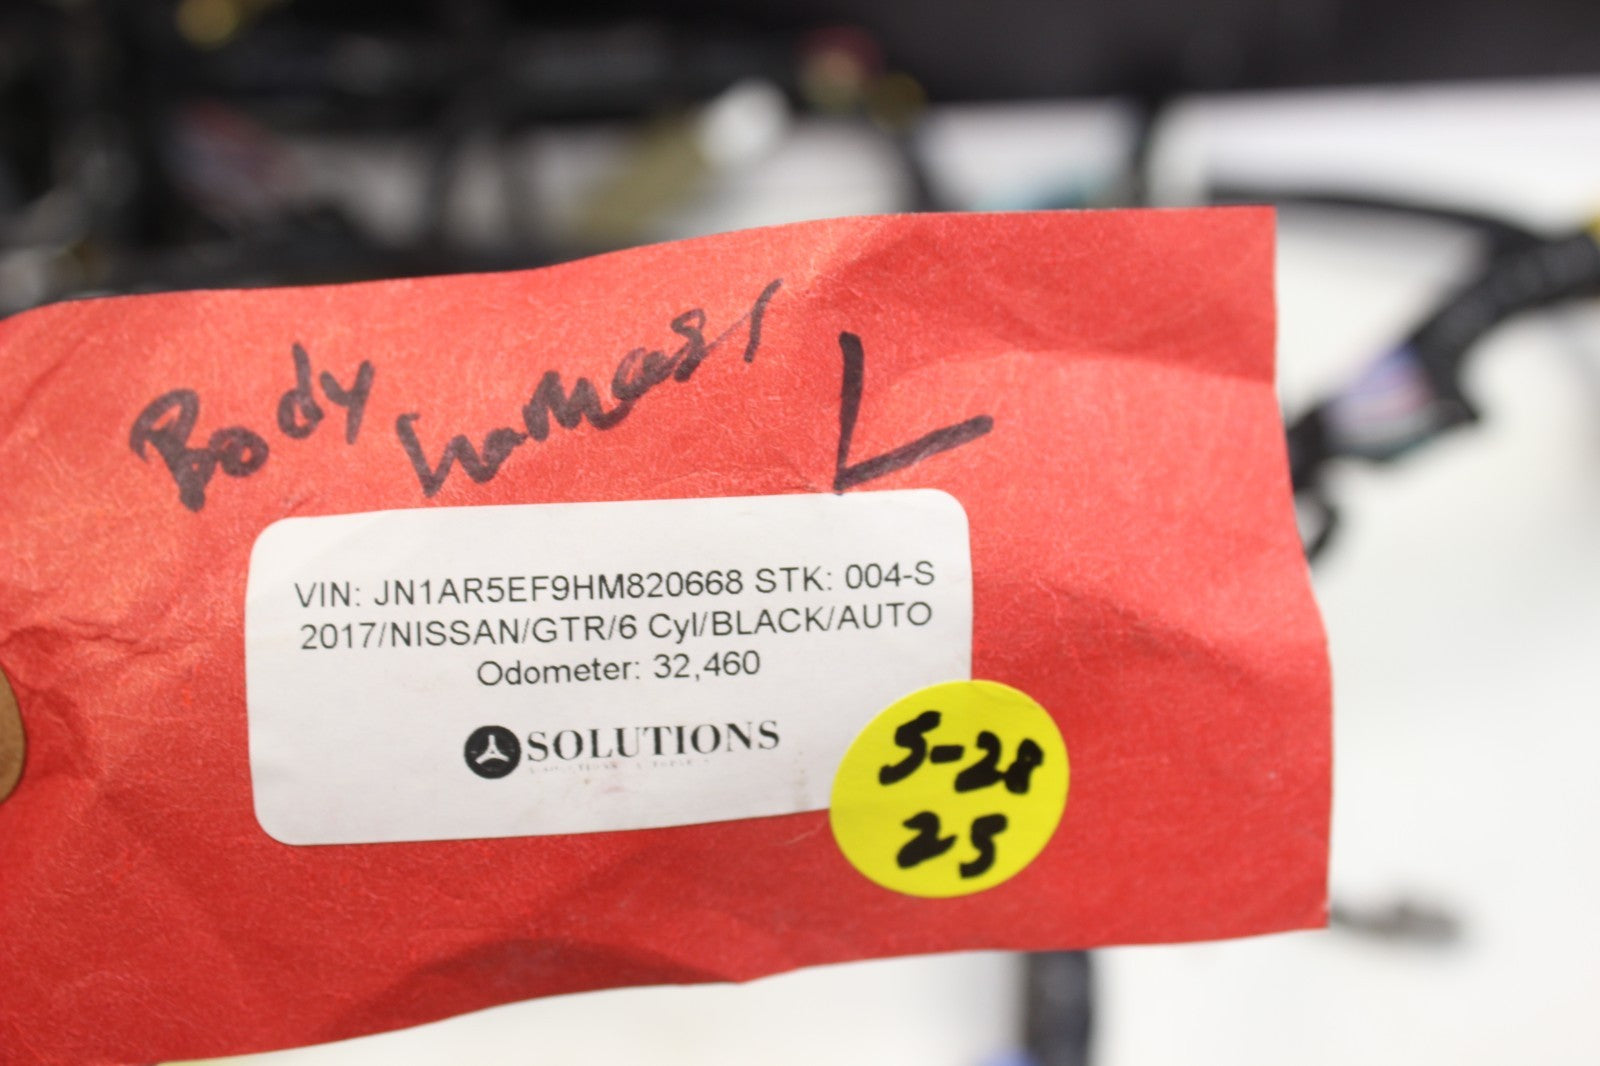 Body harness L
VIN: JN1AR5EF9HM820668 STK: 004-S
2017/NISSAN/GTR/6 Cyl/BLACK/AUTO
Odometer: 32,460
SOLUTIONS
5-28
25